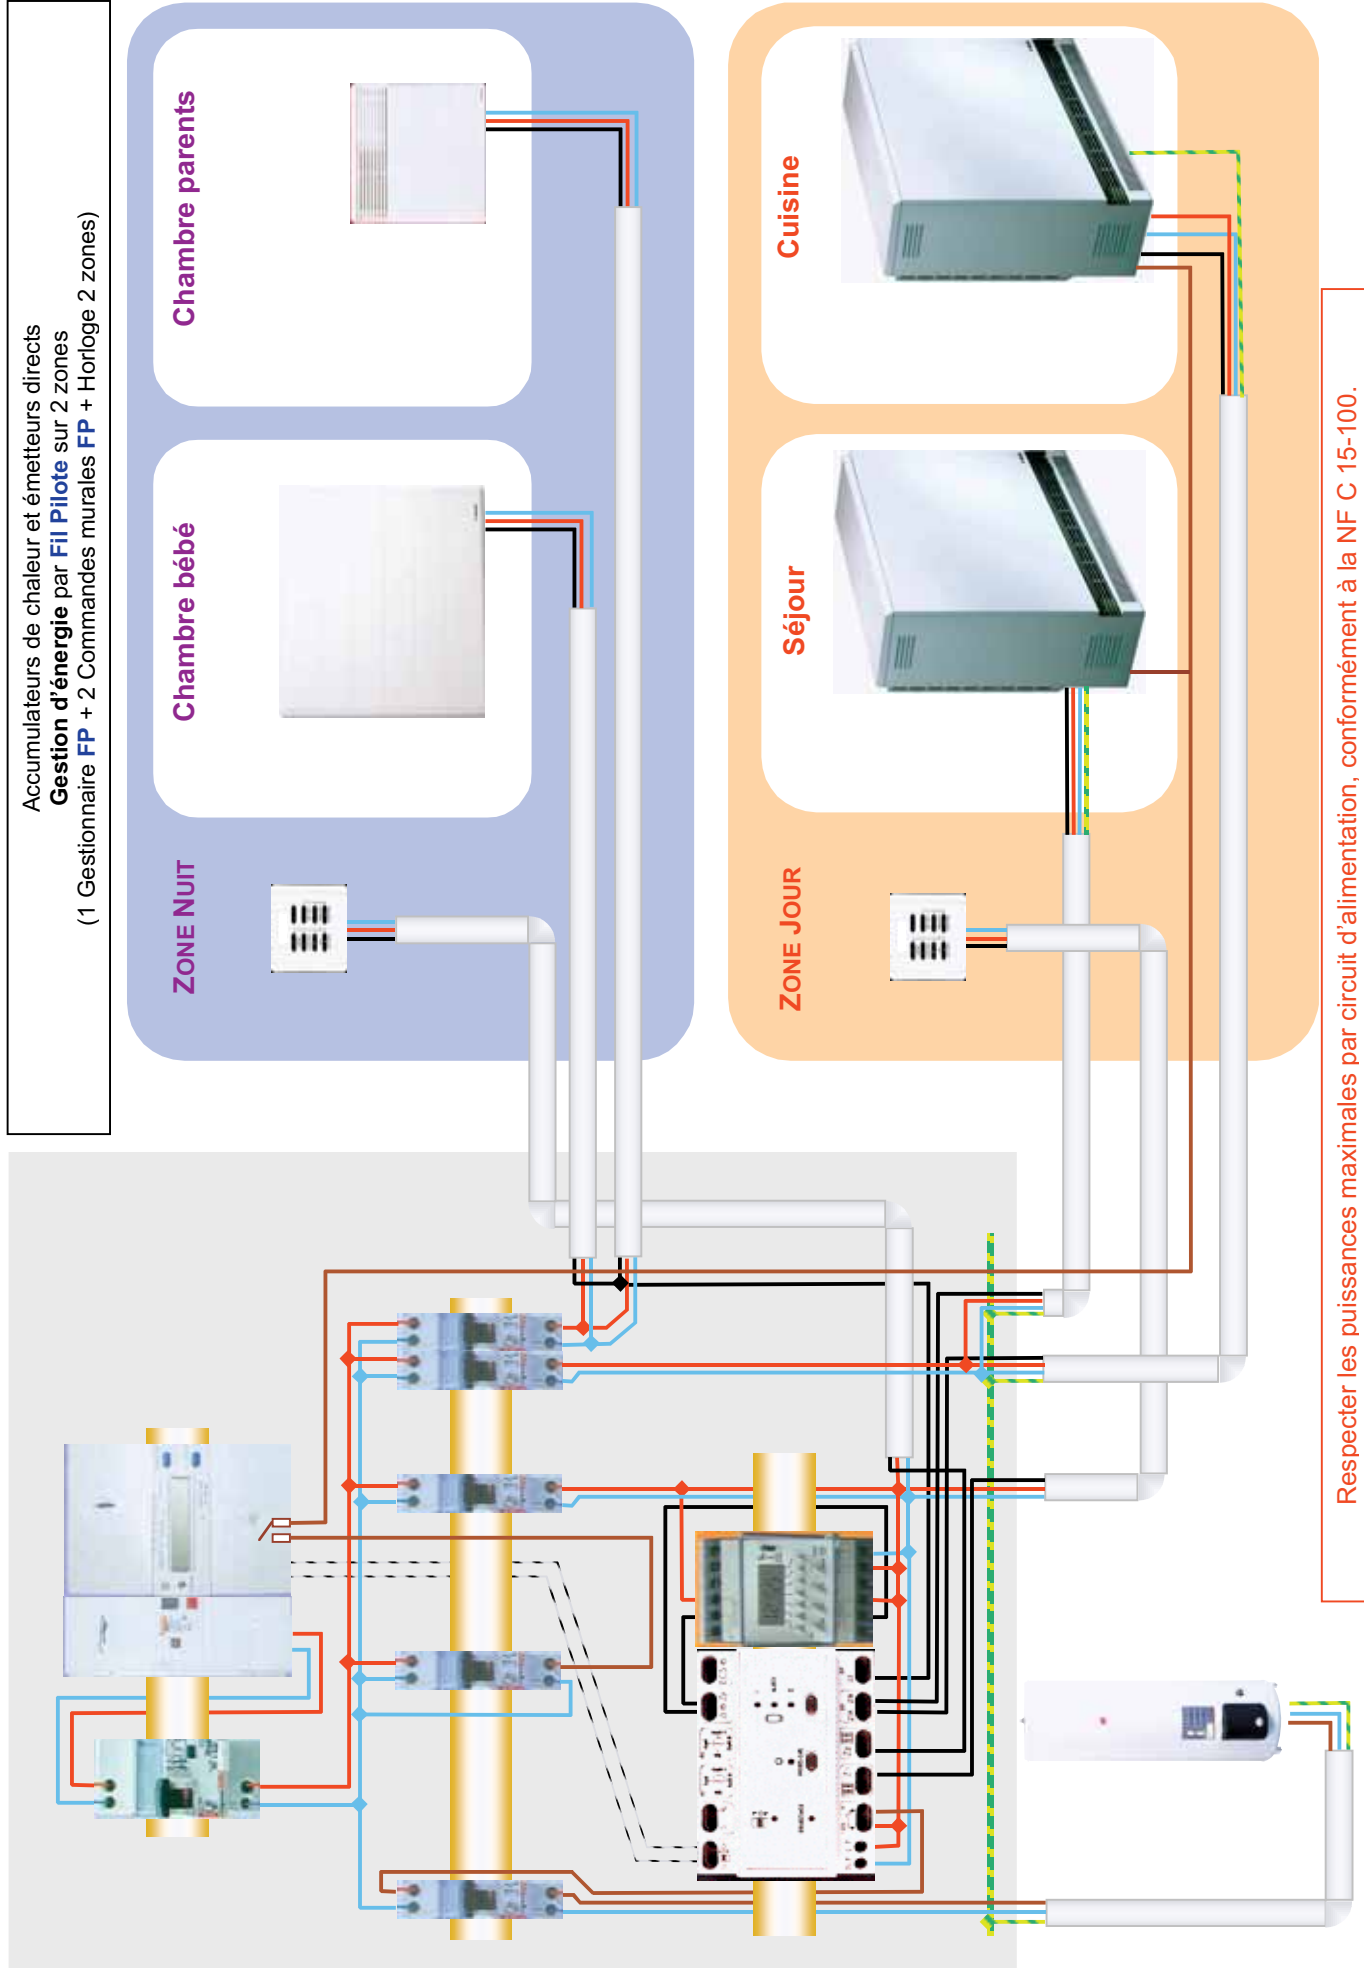 Accumulateurs de chaleur et émetteurs directs
Gestion d'énergie par Fil Pilote sur 2 zones
(1 Gestionnaire FP + 2 Commandes murales FP + Horloge 2 zones)
ZONE NUIT
Chambre bébé
Chambre parents
ZONE JOUR
Séjour
Cuisine
Respecter les puissances maximales par circuit d'alimentation, conformément à la NF C 15-100.